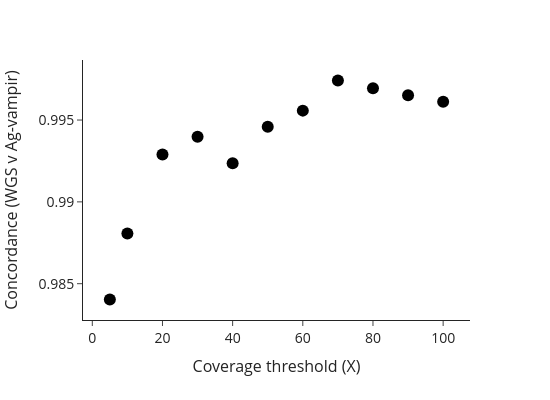 Concordance (WGS v Ag-vampir)
0.995
0.99
0.985
0 20 40 60 80 100
Coverage threshold (X)